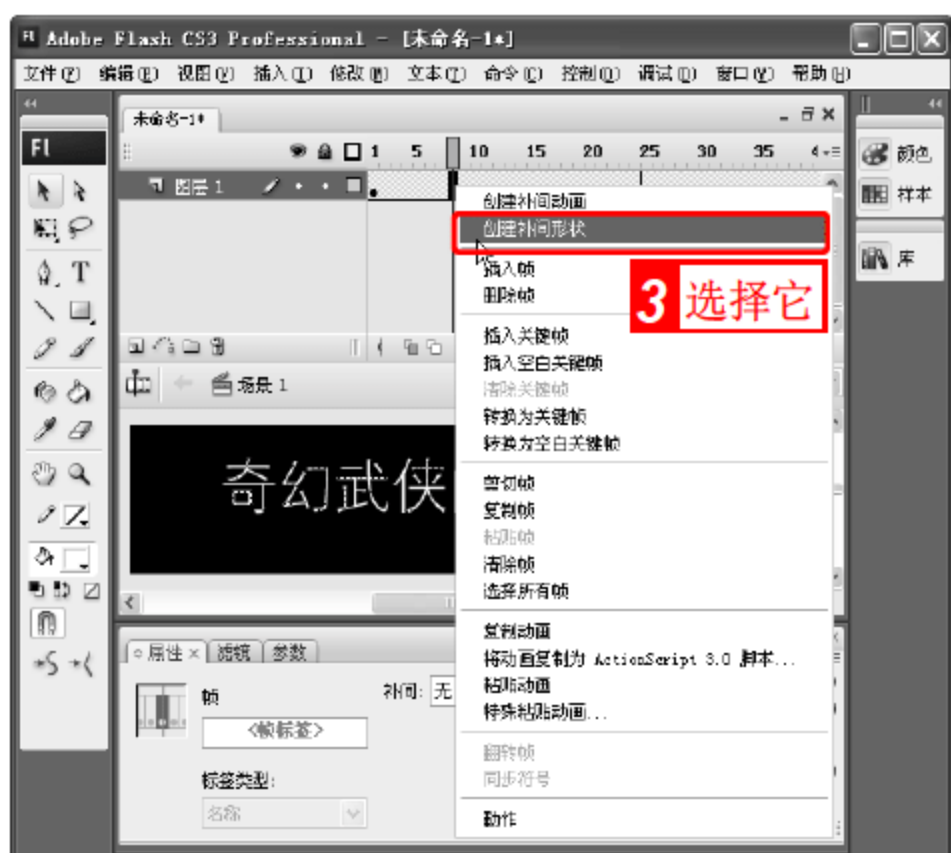 Fl Adobe Flash CS3 Professional - [未命名-1*]
文件(F) 编辑(E) 视图(V) 插入(I) 修改(M) 文本(T) 命令(C) 控制(O) 调试(D) 窗口(W) 帮助(H)
未命名-1*
Fl
1 5 10 15 20 25 30 35 4
颜色
图层 1
样本
创建补间动画
创建补间形状
库
插入帧
删除帧
3 选择它
T
插入关键帧
插入空白关键帧
清除关键帧
场景 1
转换为关键帧
转换为空白关键帧
奇幻武侠
剪切帧
复制帧
粘贴帧
清除帧
选择所有帧
复制动画
属性 × 滤镜 参数
将动画复制为 ActionScript 3.0 脚本...
粘贴动画
帧
补间: 无
特殊粘贴动画...
<帧标签>
翻转帧
同步符号
标签类型:
名称
动作